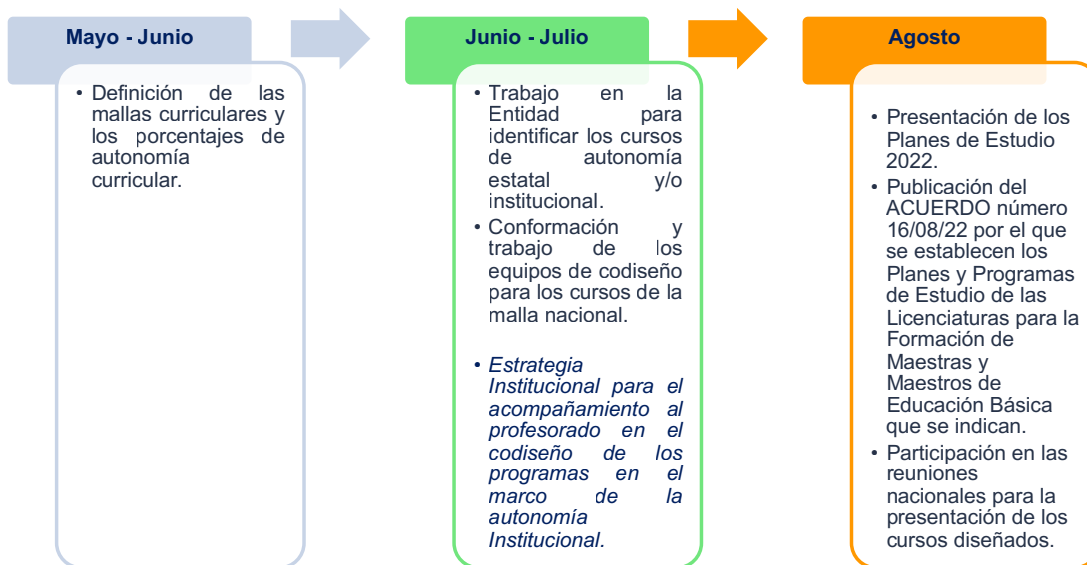 Mayo - Junio
• Definición de las
mallas curriculares y
los porcentajes de
autonomía
curricular.
Junio - Julio
• Trabajo en la
Entidad para
identificar los cursos
de autonomía
estatal y/o
institucional.
• Conformación y
trabajo de los
equipos de codiseño
para los cursos de la
malla nacional.
• Estrategia
Institucional para el
acompañamiento al
profesorado en el
codiseño de los
programas en el
marco de la
autonomía
Institucional.
Agosto
• Presentación de los
Planes de Estudio
2022.
• Publicación del
ACUERDO número
16/08/22 por el que
se establecen los
Planes y Programas
de Estudio de las
Licenciaturas para la
Formación de
Maestras y
Maestros de
Educación Básica
que se indican.
• Participación en las
reuniones
nacionales para la
presentación de los
cursos diseñados.